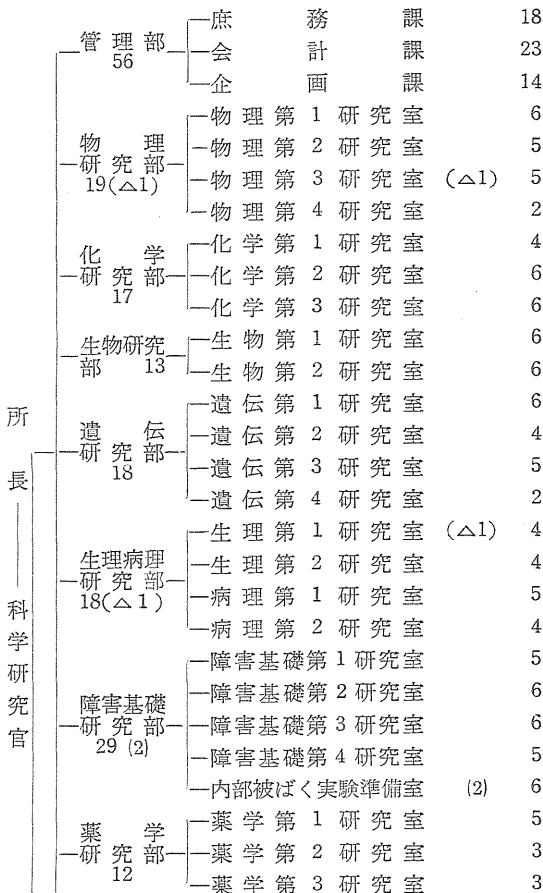 所長――科学研究官
管理部 56
庶務課 18
会計課 23
企画課 14
物理研究部 19(△1)
物理第1研究室 6
物理第2研究室 5
物理第3研究室 (△1) 5
物理第4研究室 2
化学研究部 17
化学第1研究室 4
化学第2研究室 6
化学第3研究室 6
生物研究部 13
生物第1研究室 6
生物第2研究室 6
遺伝研究部 18
遺伝第1研究室 6
遺伝第2研究室 4
遺伝第3研究室 5
遺伝第4研究室 2
生理病理研究部 18(△1)
生理第1研究室 (△1) 4
生理第2研究室 4
病理第1研究室 5
病理第2研究室 4
障害基礎研究部 29 (2)
障害基礎第1研究室 5
障害基礎第2研究室 6
障害基礎第3研究室 6
障害基礎第4研究室 5
内部被ばく実験準備室 (2) 6
薬学研究部 12
薬学第1研究室 5
薬学第2研究室 3
薬学第3研究室 3